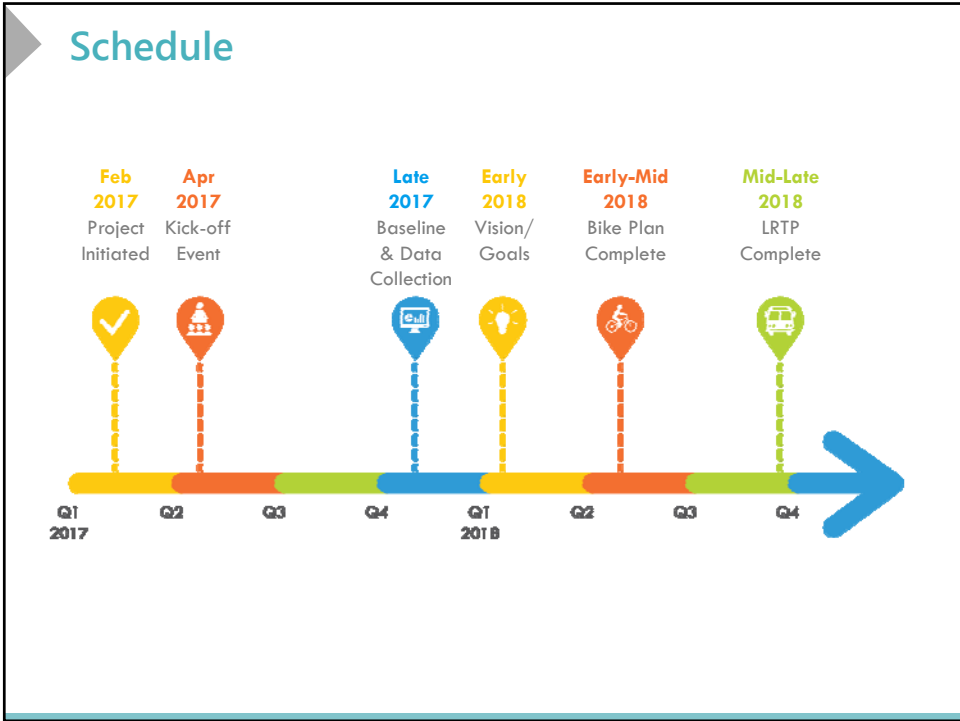 Schedule
Feb
2017
Project
Initiated
Apr
2017
Kick-off
Event
Late
2017
Baseline
& Data
Collection
Early
2018
Vision/
Goals
Early-Mid
2018
Bike Plan
Complete
Mid-Late
2018
LRTP
Complete
Q1
2017
Q2
Q3
Q4
Q1
2018
Q2
Q3
Q4